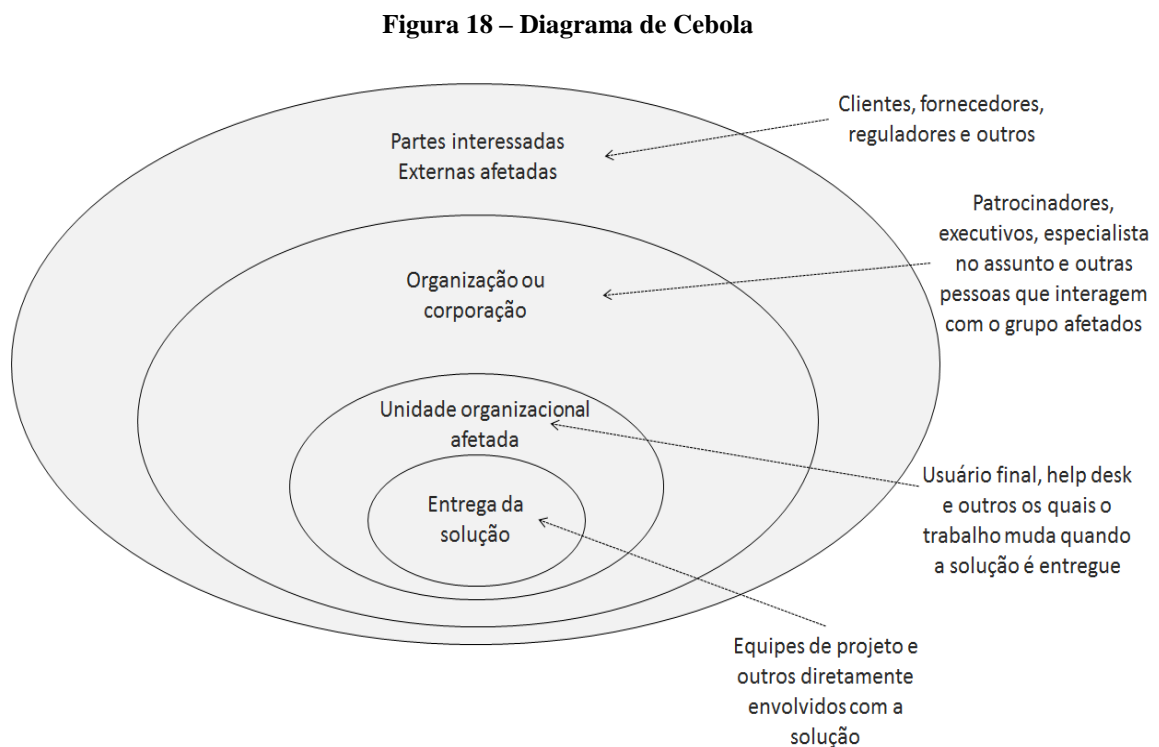 Figura 18 – Diagrama de Cebola
Clientes, fornecedores,
reguladores e outros
Partes interessadas
Externas afetadas
Patrocinadores,
executivos, especialista
no assunto e outras
pessoas que interagem
com o grupo afetados
Organização ou
corporação
Unidade organizacional
afetada
Usuário final, help desk
e outros os quais o
trabalho muda quando
a solução é entregue
Entrega da
solução
Equipes de projeto e
outros diretamente
envolvidos com a
solução